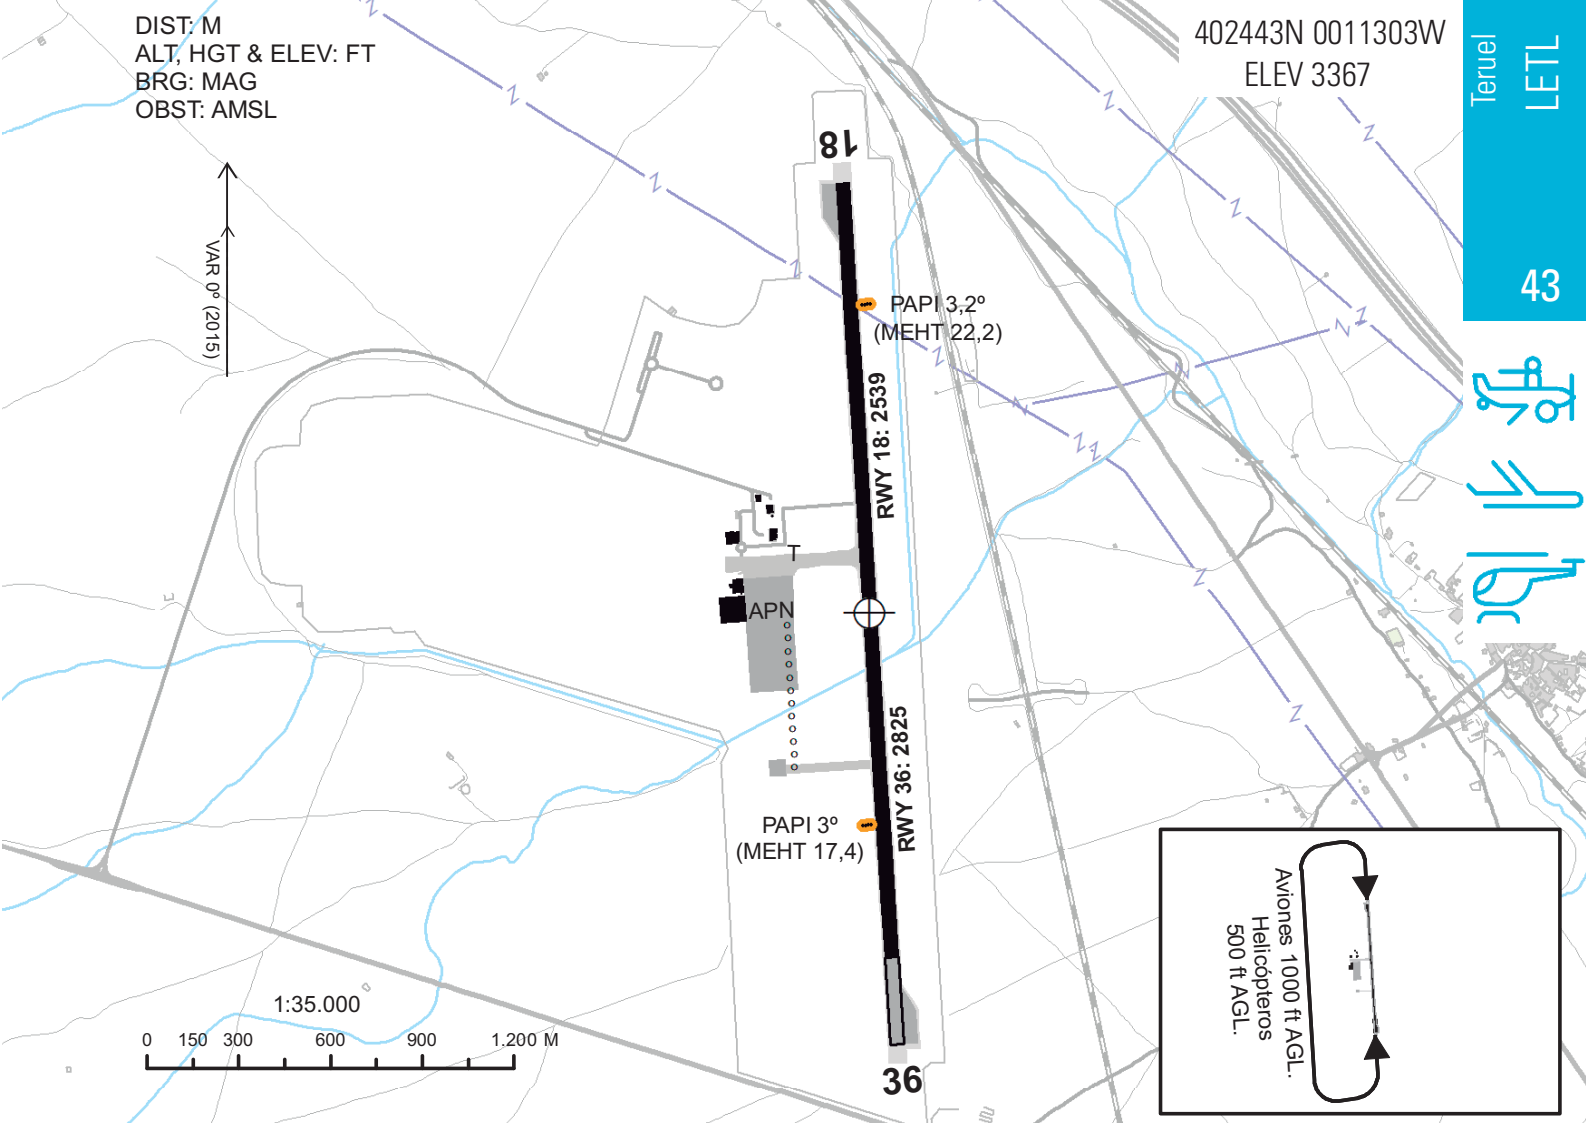 DIST: M
ALT, HGT & ELEV: FT
BRG: MAG
OBST: AMSL
402443N 0011303W
ELEV 3367
Teruel
LETL
43
VAR 0º (2015)
18
PAPI 3,2º
(MEHT 22,2)
RWY 18: 2539
T
APN
RWY 36: 2825
PAPI 3º
(MEHT 17,4)
36
1:35.000
0 150 300 600 900 1.200 M
Aviones 1000 ft AGL.
Helicópteros
500 ft AGL.